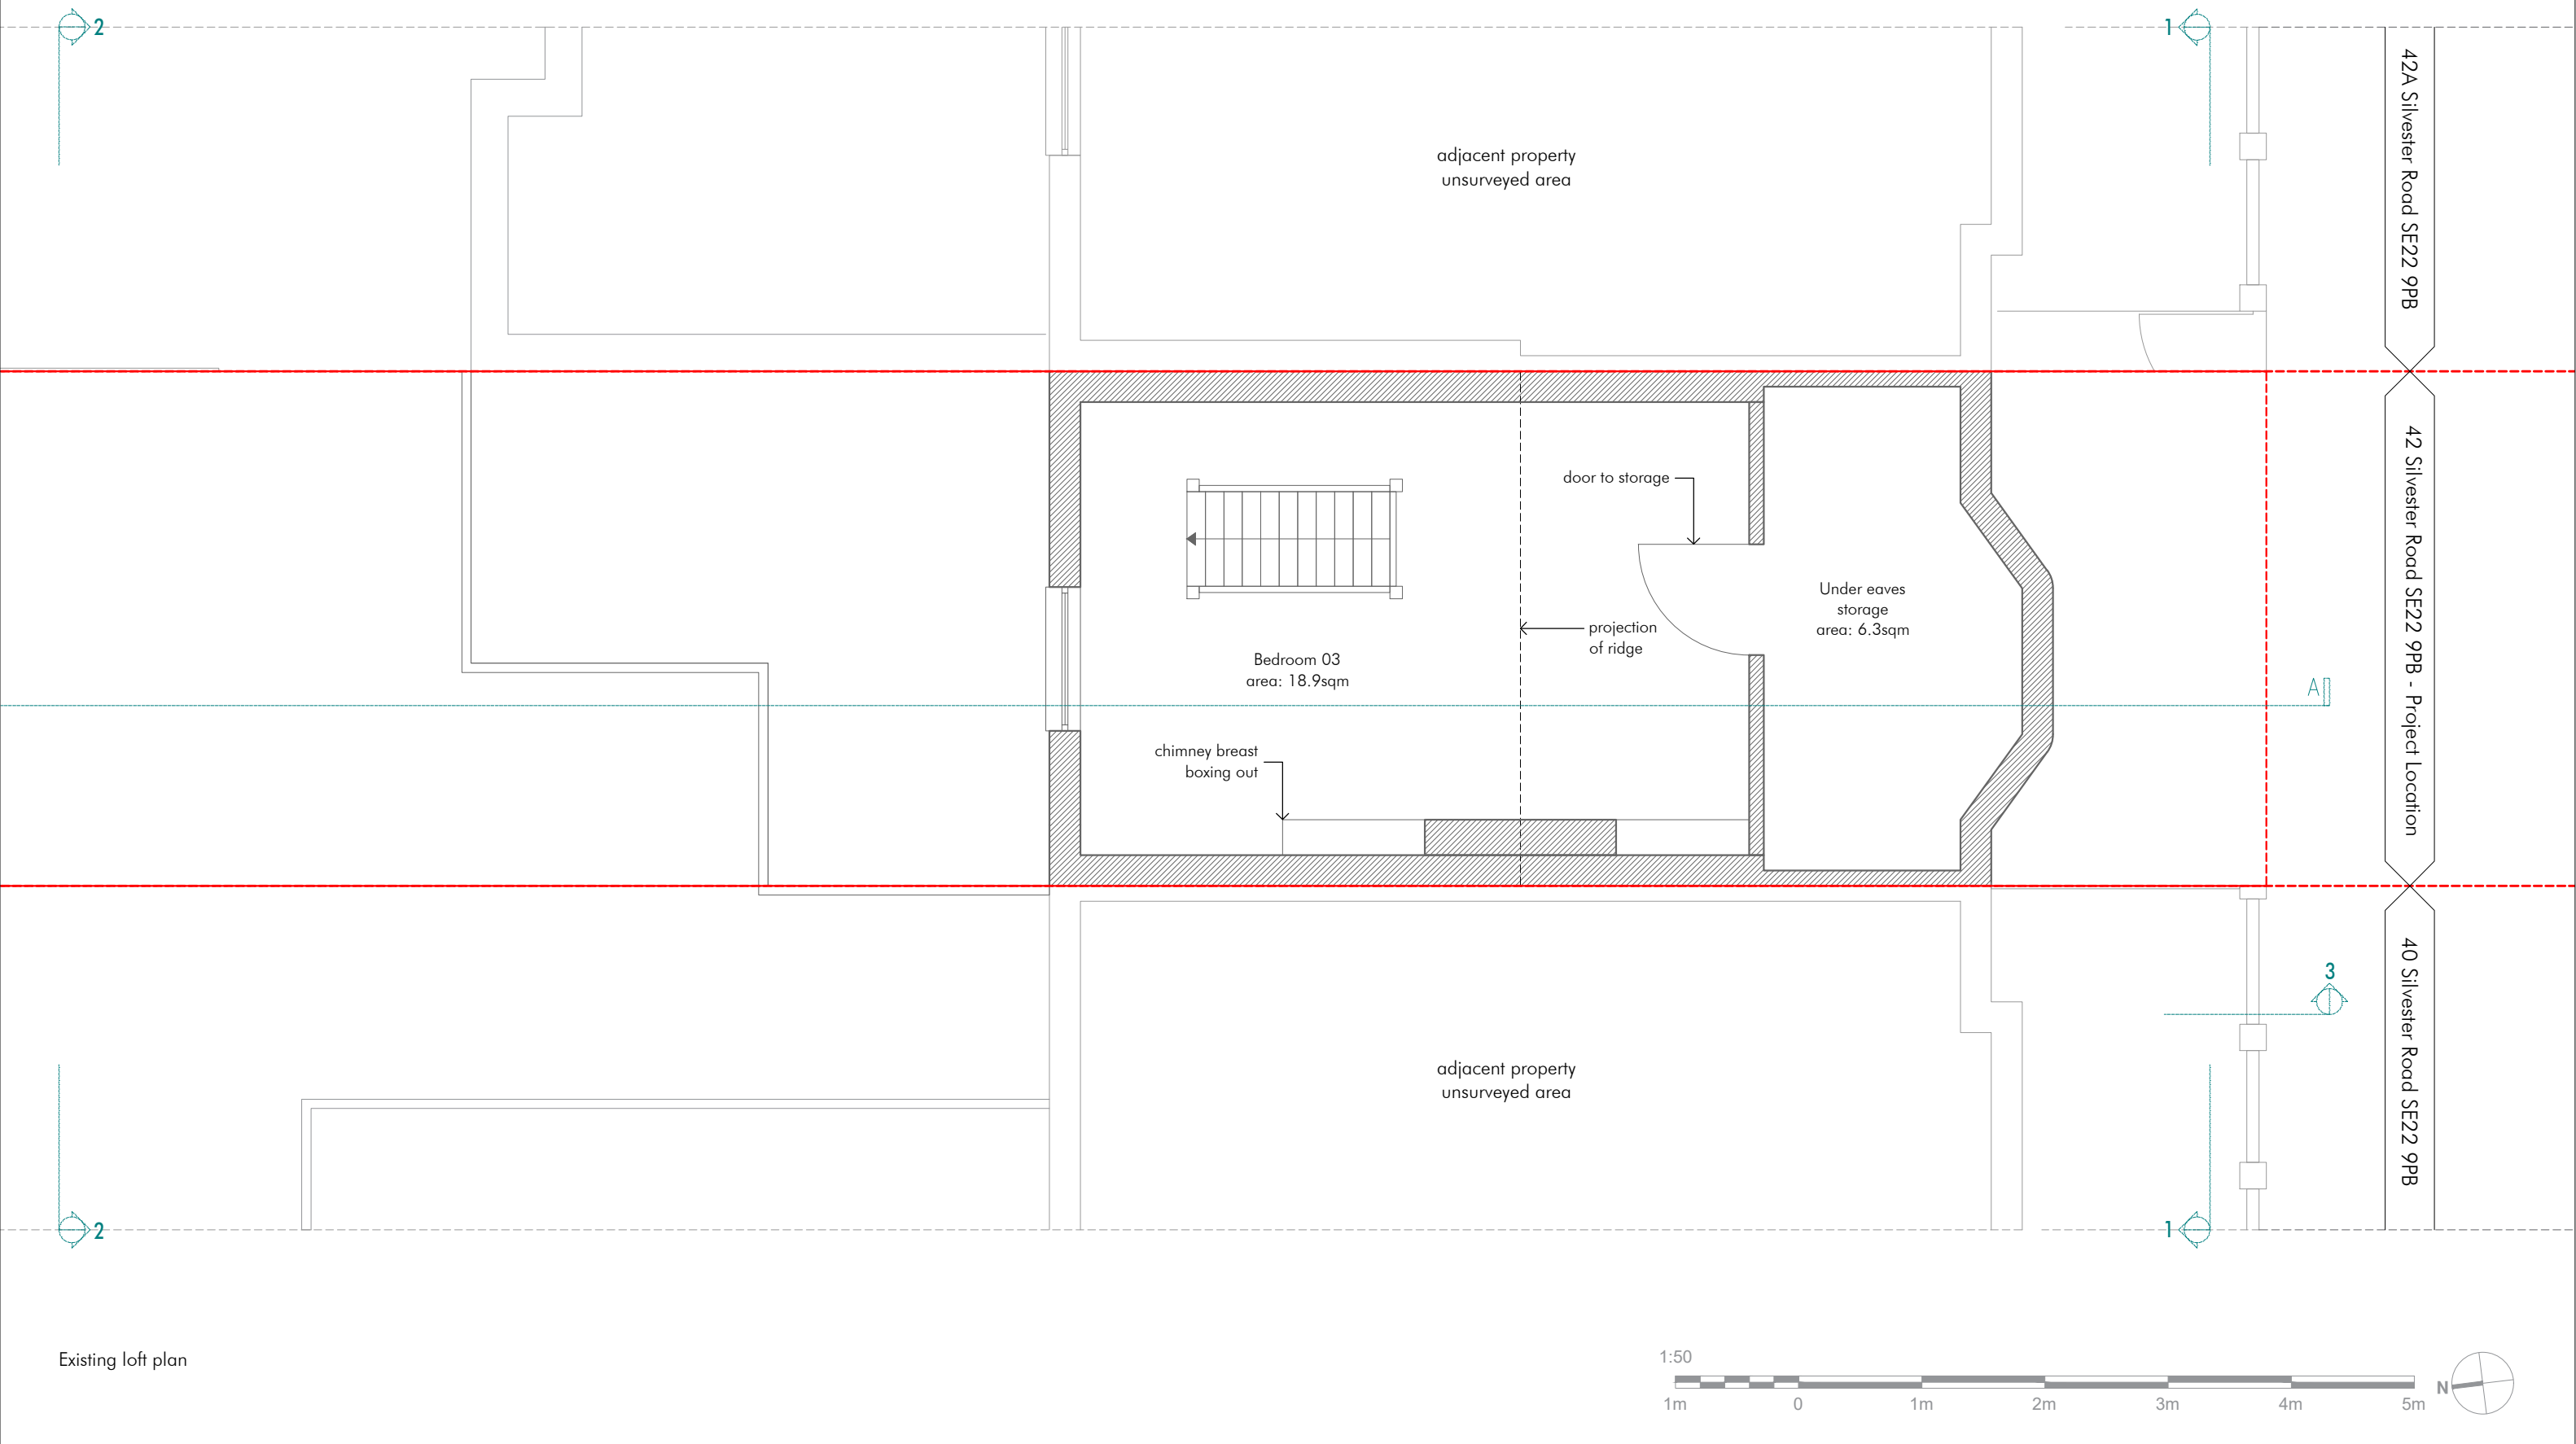 2
1
42A Silvester Road SE22 9PB
adjacent property
unsurveyed area
42 Silvester Road SE22 9PB - Project Location
door to storage
Under eaves
storage
area: 6.3sqm
projection
of ridge
Bedroom 03
area: 18.9sqm
A
chimney breast
boxing out
40 Silvester Road SE22 9PB
3
adjacent property
unsurveyed area
2
1
Existing loft plan
1:50
1m 0 1m 2m 3m 4m 5m
N